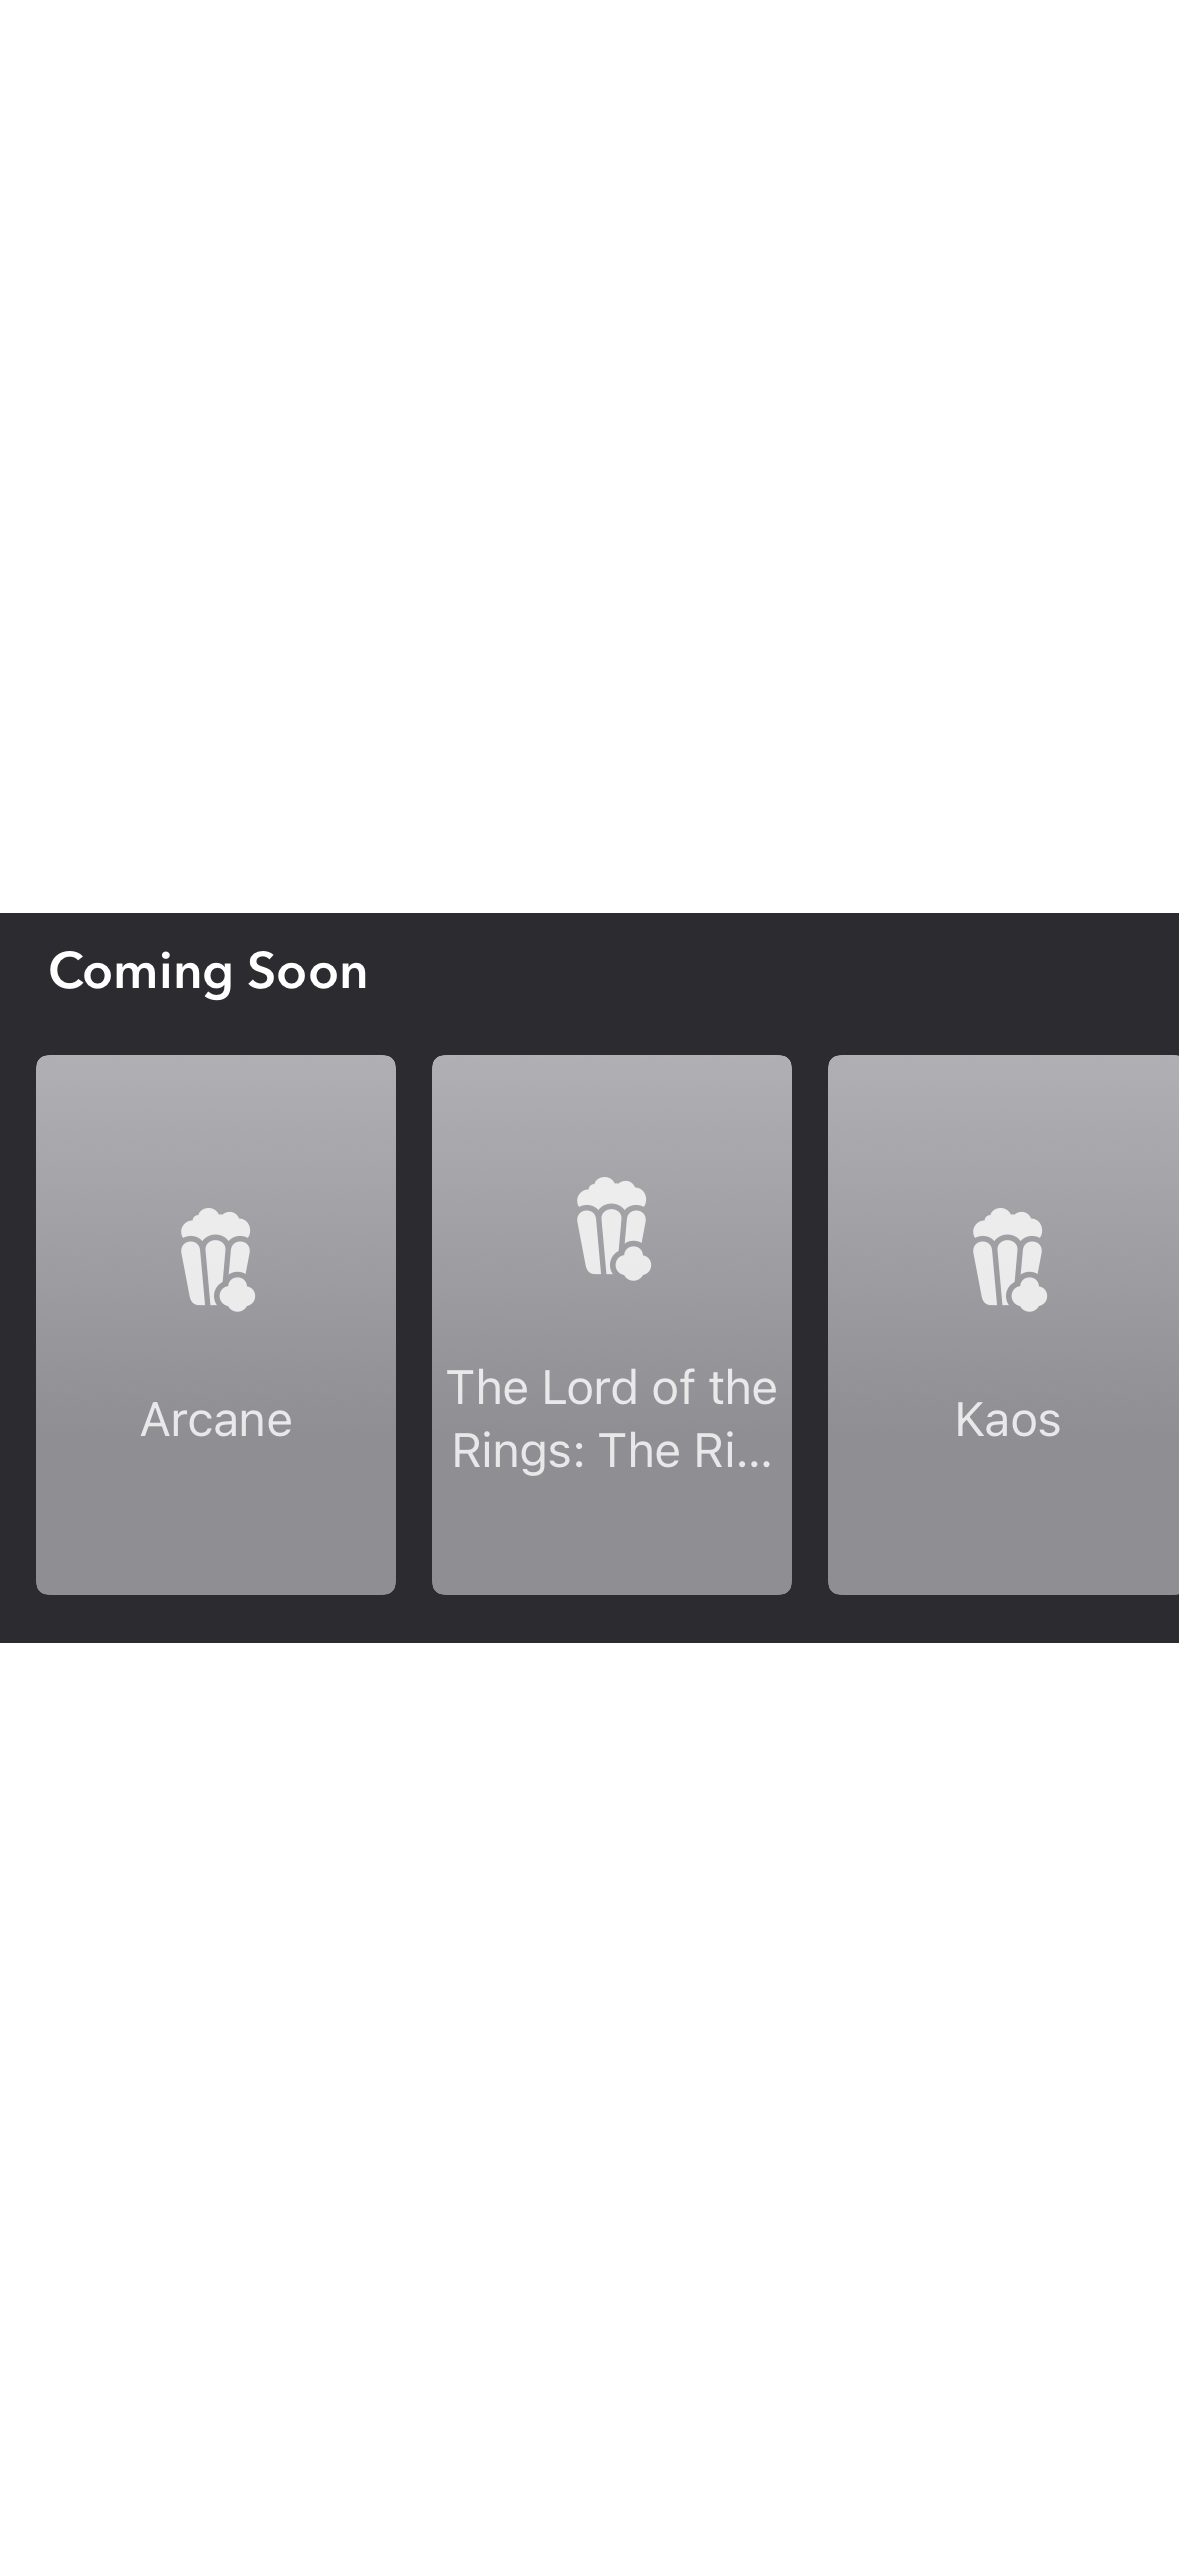 Coming Soon
Arcane
The Lord of the
Rings: The Ri...
Kaos